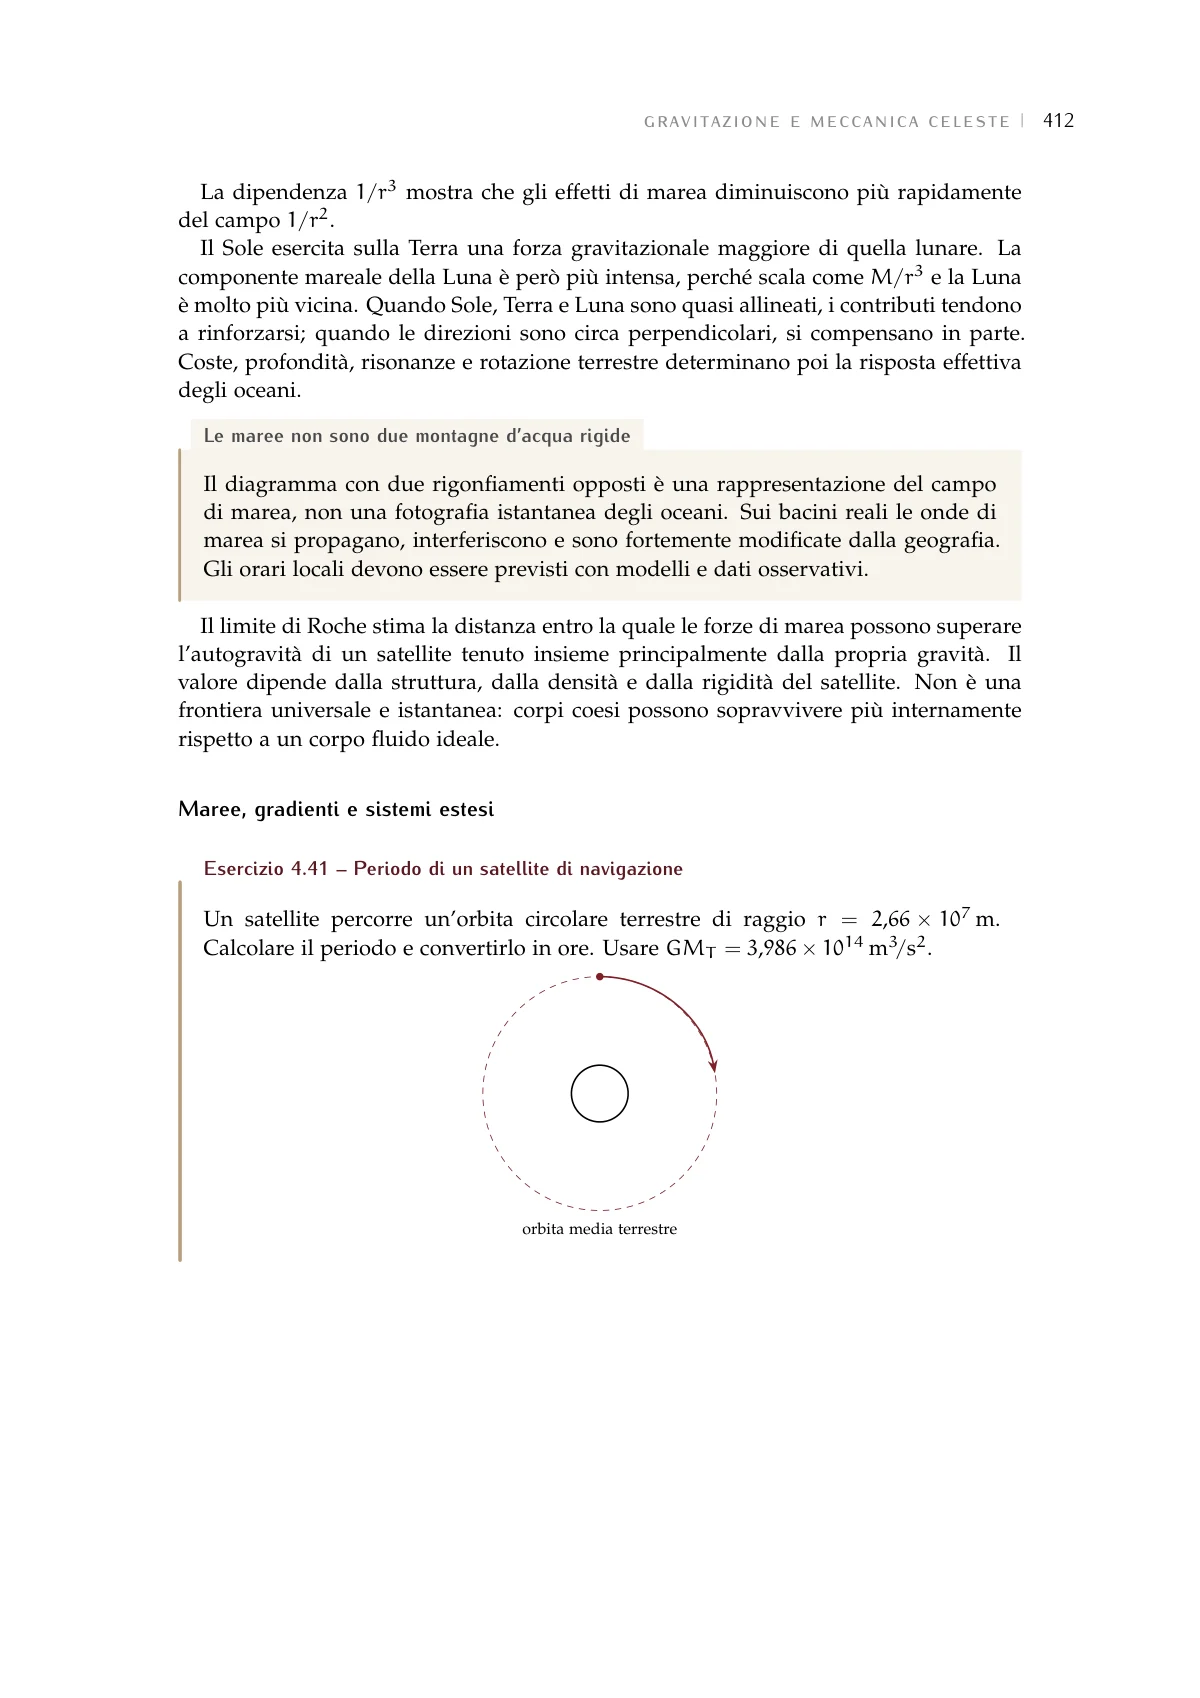 GRAVITAZIONE E MECCANICA CELESTE | 412
La dipendenza 1/r³ mostra che gli effetti di marea diminuiscono più rapidamente
del campo 1/r².
Il Sole esercita sulla Terra una forza gravitazionale maggiore di quella lunare. La
componente mareale della Luna è però più intensa, perché scala come M/r³ e la Luna
è molto più vicina. Quando Sole, Terra e Luna sono quasi allineati, i contributi tendono
a rinforzarsi; quando le direzioni sono circa perpendicolari, si compensano in parte.
Coste, profondità, risonanze e rotazione terrestre determinano poi la risposta effettiva
degli oceani.
Le maree non sono due montagne d'acqua rigide
Il diagramma con due rigonfiamenti opposti è una rappresentazione del campo
di marea, non una fotografia istantanea degli oceani. Sui bacini reali le onde di
marea si propagano, interferiscono e sono fortemente modificate dalla geografia.
Gli orari locali devono essere previsti con modelli e dati osservativi.
Il limite di Roche stima la distanza entro la quale le forze di marea possono superare
l'autogravità di un satellite tenuto insieme principalmente dalla propria gravità. Il
valore dipende dalla struttura, dalla densità e dalla rigidità del satellite. Non è una
frontiera universale e istantanea: corpi coesi possono sopravvivere più internamente
rispetto a un corpo fluido ideale.
Maree, gradienti e sistemi estesi
Esercizio 4.41 – Periodo di un satellite di navigazione
Un satellite percorre un'orbita circolare terrestre di raggio r = 2,66 × 10⁷ m.
Calcolare il periodo e convertirlo in ore. Usare GM_T = 3,986 × 10¹⁴ m³/s².
orbita media terrestre